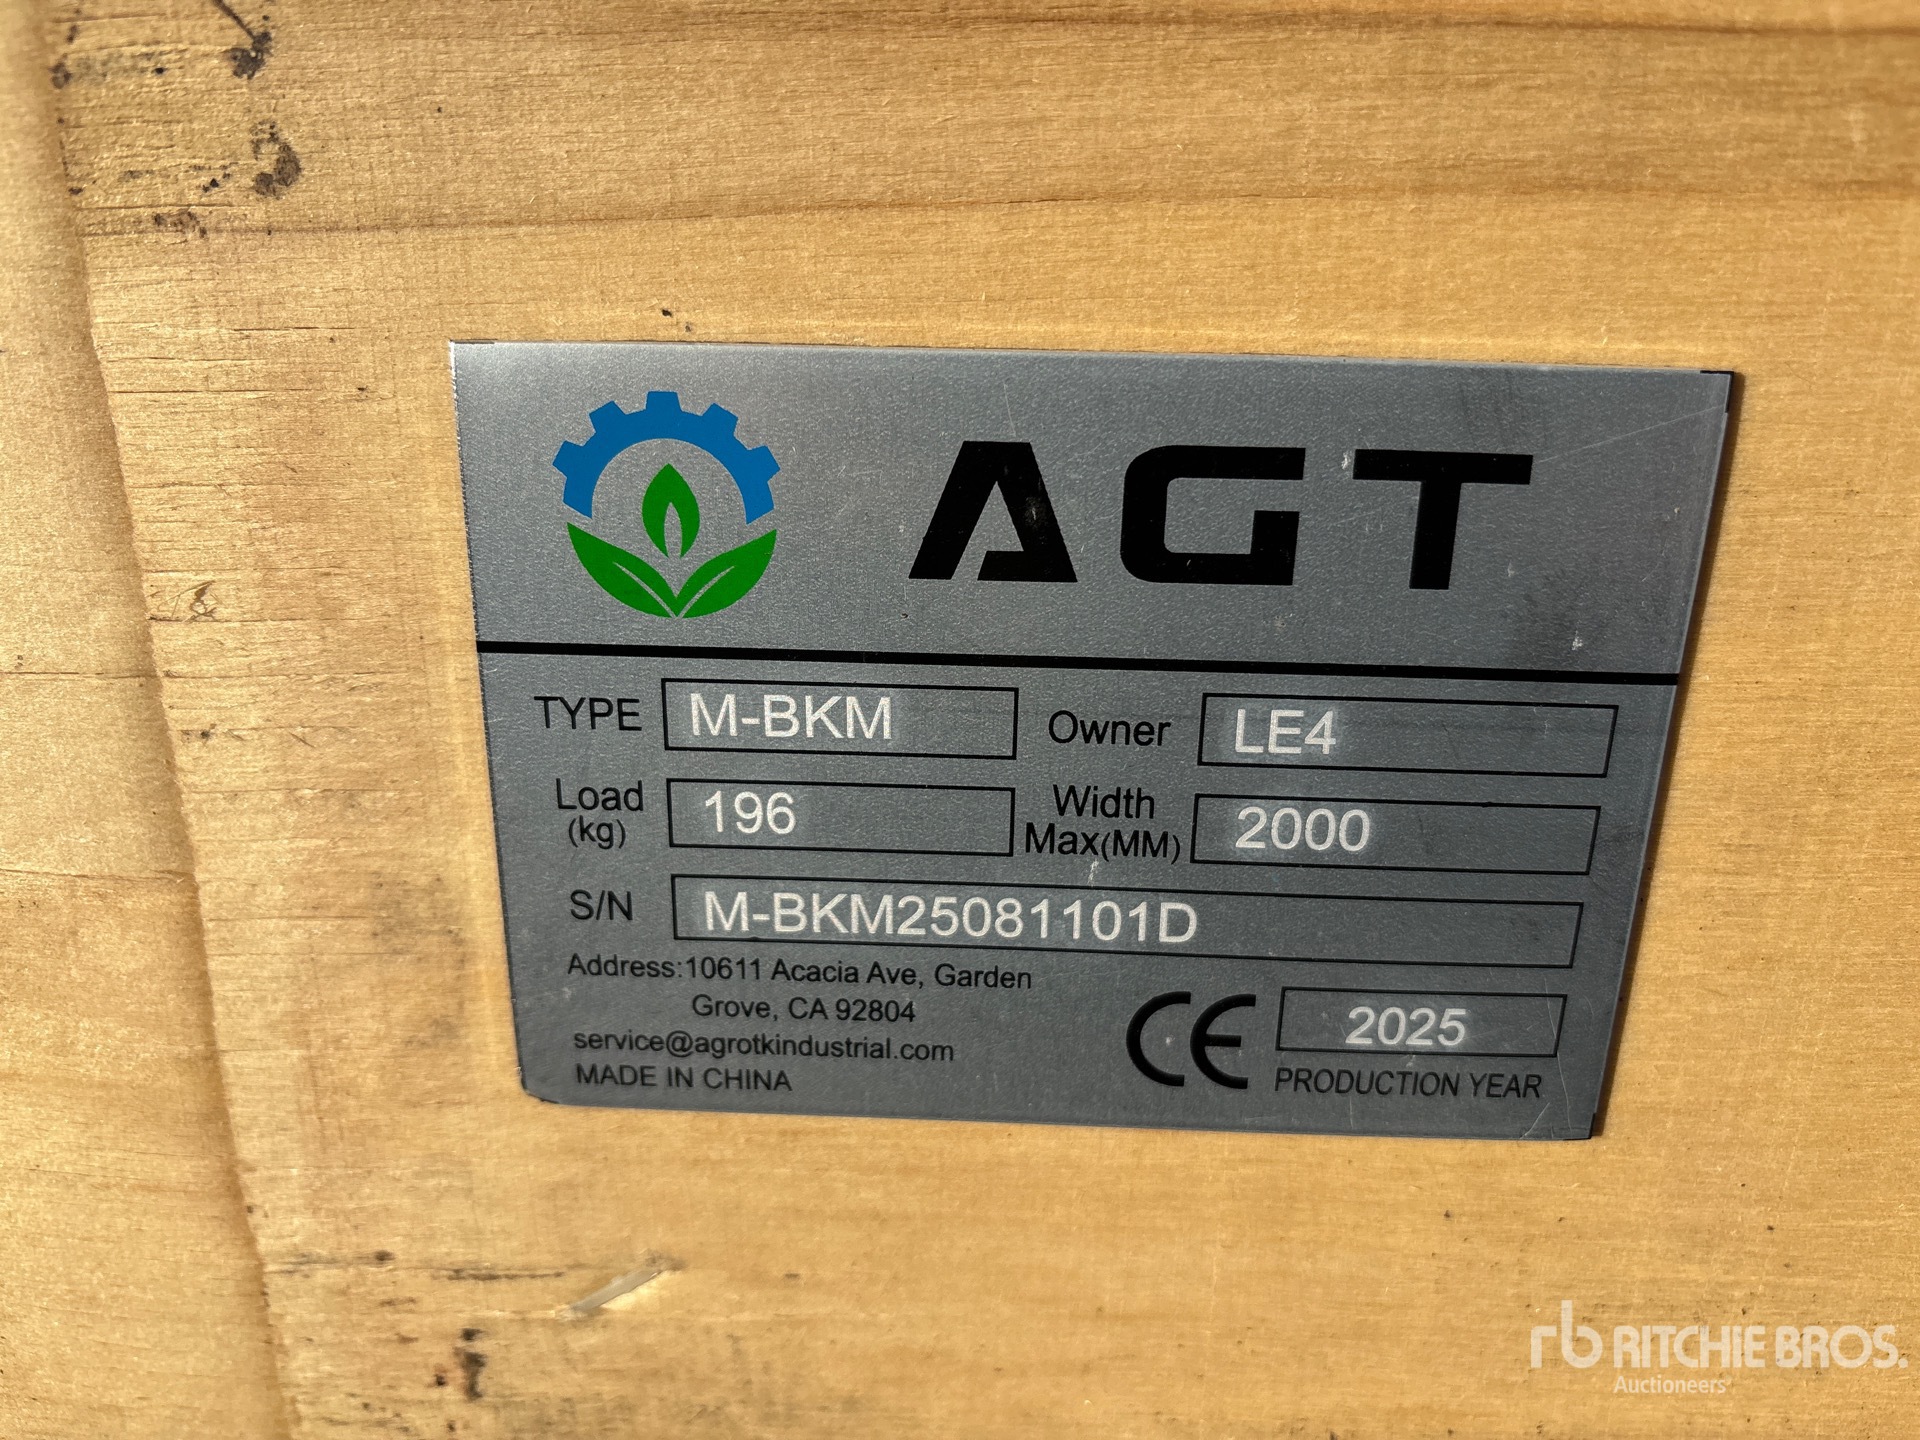 AGT
TYPE M-BKM Owner LE4
Load (kg) 196 Width Max(MM) 2000
S/N M-BKM25081101D
Address:10611 Acacia Ave, Garden
Grove, CA 92804
service@agrotkindustrial.com
MADE IN CHINA
CE 2025
PRODUCTION YEAR
rb RITCHIE BROS.
Auctioneers